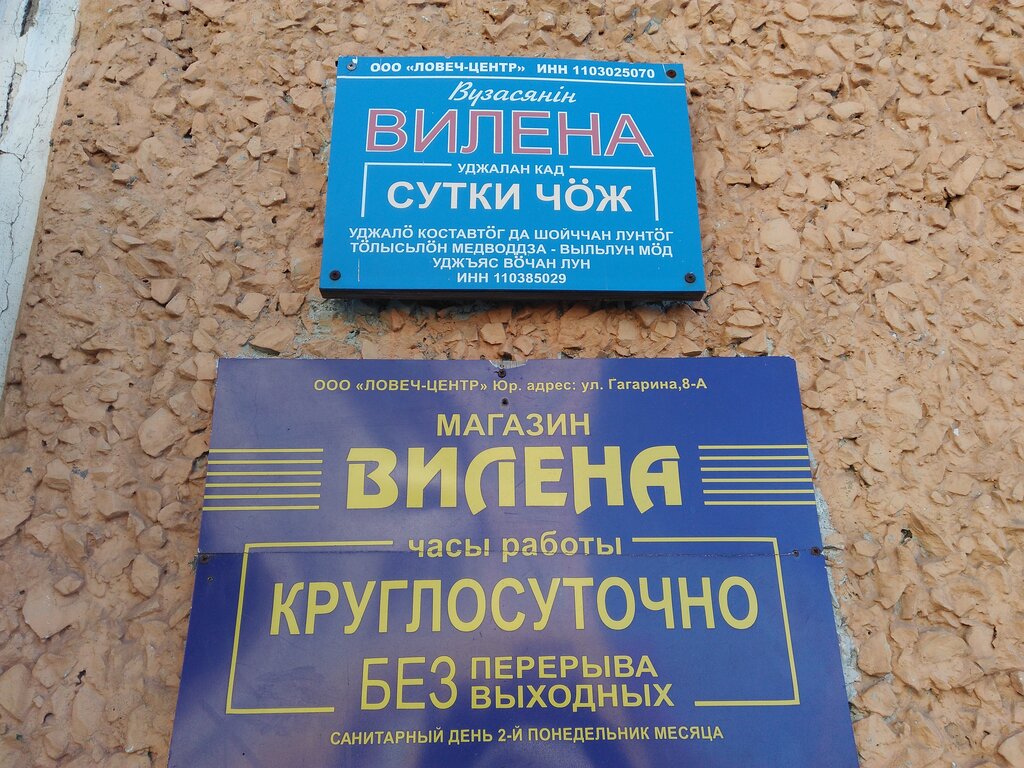 ООО «ЛОВЕЧ-ЦЕНТР» ИНН 1103025070
Вузасянін
ВИЛЕНА
УДЖАЛАН КАД
СУТКИ ЧӦЖ
УДЖАЛӦ КОСТАВТӦГ ДА ШОЙЧЧАН ЛУНТӦГ
ТӦЛЫСЬЛӦН МЕДВОДДЗА - ВЫЛЬЛУН МӦД
УДЖЪЯС ВӦЧАН ЛУН
ИНН 110385029
ООО «ЛОВЕЧ-ЦЕНТР» Юр. адрес: ул. Гагарина,8-А
МАГАЗИН
ВИЛЕНА
часы работы
КРУГЛОСУТОЧНО
БЕЗ ПЕРЕРЫВА
ВЫХОДНЫХ
САНИТАРНЫЙ ДЕНЬ 2-Й ПОНЕДЕЛЬНИК МЕСЯЦА